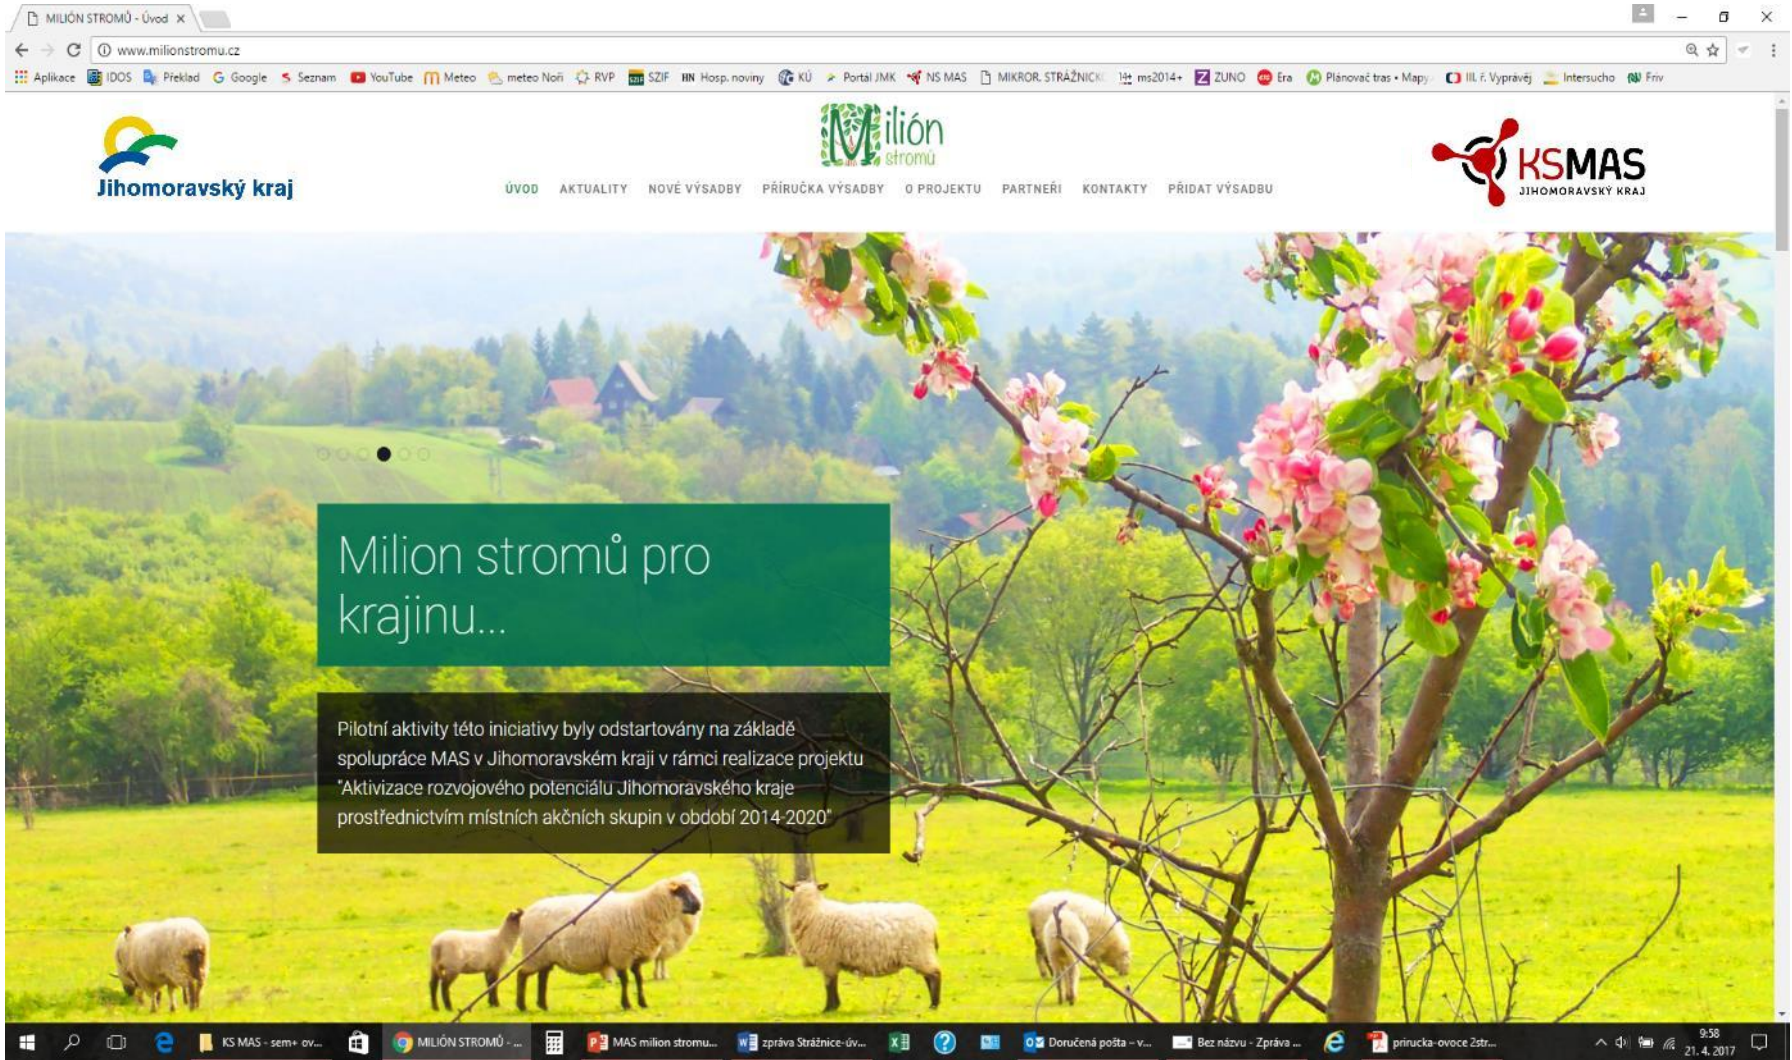 MILIÓN STROMŮ - Úvod
www.milionstromu.cz
Aplikace IDOS Překlad Google Seznam YouTube Meteo meteo Noři RVP SZIF Hosp. noviny KÚ Portál JMK NS MAS MIKROR. STRÁŽNICK ms2014+ ZUNO Era Plánovač tras • Mapy III. ř. Vyprávěj Intersucho Friv
Milión
stromů
Jihomoravský kraj
KSMAS
JIHOMORAVSKÝ KRAJ
ÚVOD AKTUALITY NOVÉ VÝSADBY PŘÍRUČKA VÝSADBY O PROJEKTU PARTNEŘI KONTAKTY PŘIDAT VÝSADBU
Milion stromů pro
krajinu...
Pilotní aktivity této iniciativy byly odstartovány na základě
spolupráce MAS v Jihomoravském kraji v rámci realizace projektu
"Aktivizace rozvojového potenciálu Jihomoravského kraje
prostřednictvím místních akčních skupin v období 2014-2020"
KS MAS - sem+ ov... MILIÓN STROMŮ - ... MAS milion stromu... zpráva Strážnice-úv... Doručená pošta – v... Bez názvu - Zpráva ... prirucka-ovoce 2str...
9:58
21. 4. 2017